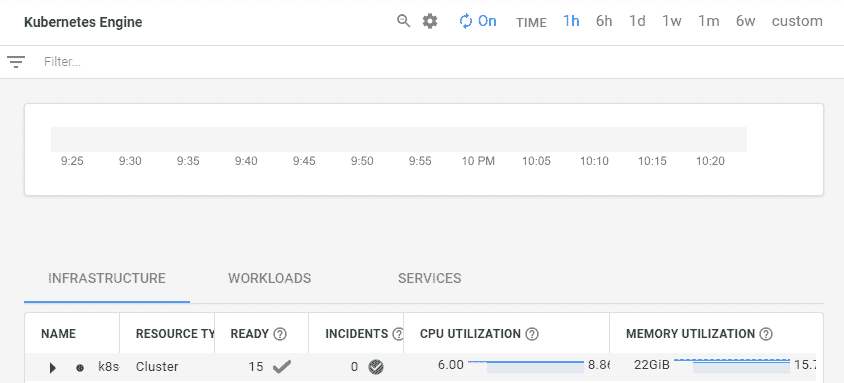 Kubernetes Engine On TIME 1h 6h 1d 1w 1m 6w custom
Filter...
9:25 9:30 9:35 9:40 9:45 9:50 9:55 10 PM 10:05 10:10 10:15 10:20
INFRASTRUCTURE WORKLOADS SERVICES
NAME RESOURCE TY READY INCIDENTS CPU UTILIZATION MEMORY UTILIZATION
k8s Cluster 15 0 6.00 8.86 22GiB 15.7